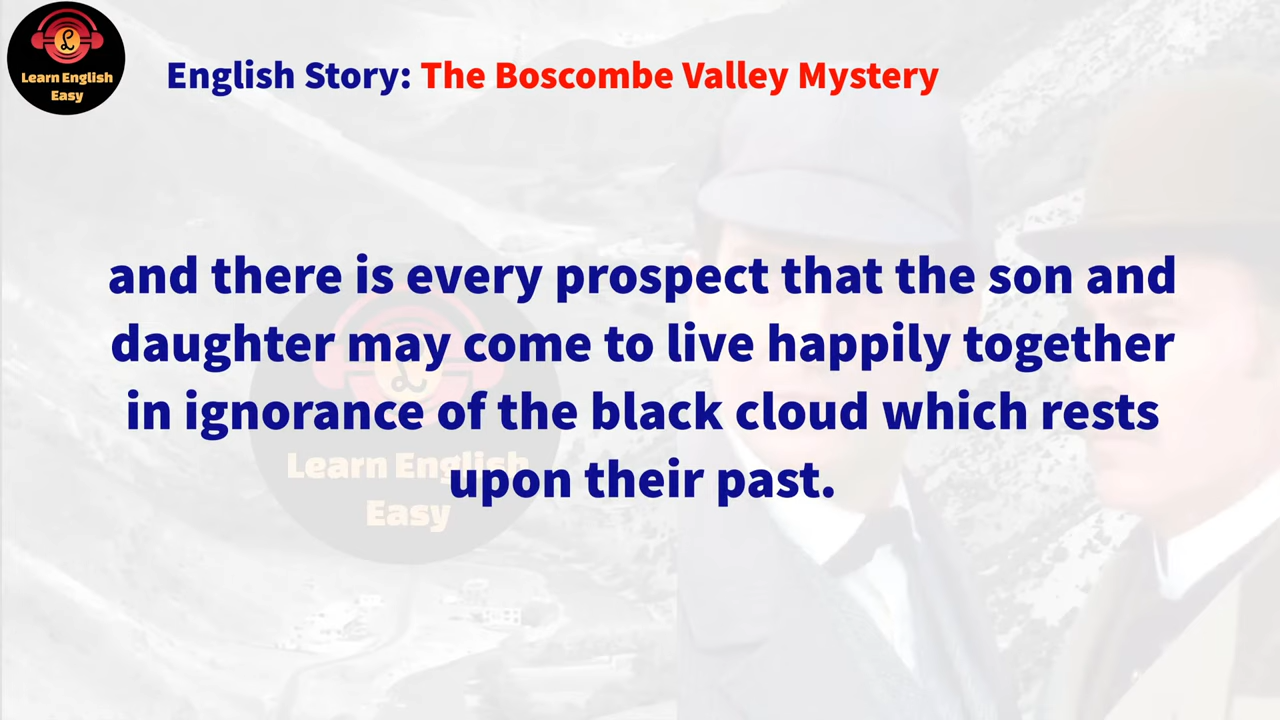 Learn English
Easy
English Story: The Boscombe Valley Mystery
and there is every prospect that the son and
daughter may come to live happily together
in ignorance of the black cloud which rests
upon their past.
Learn English
Easy